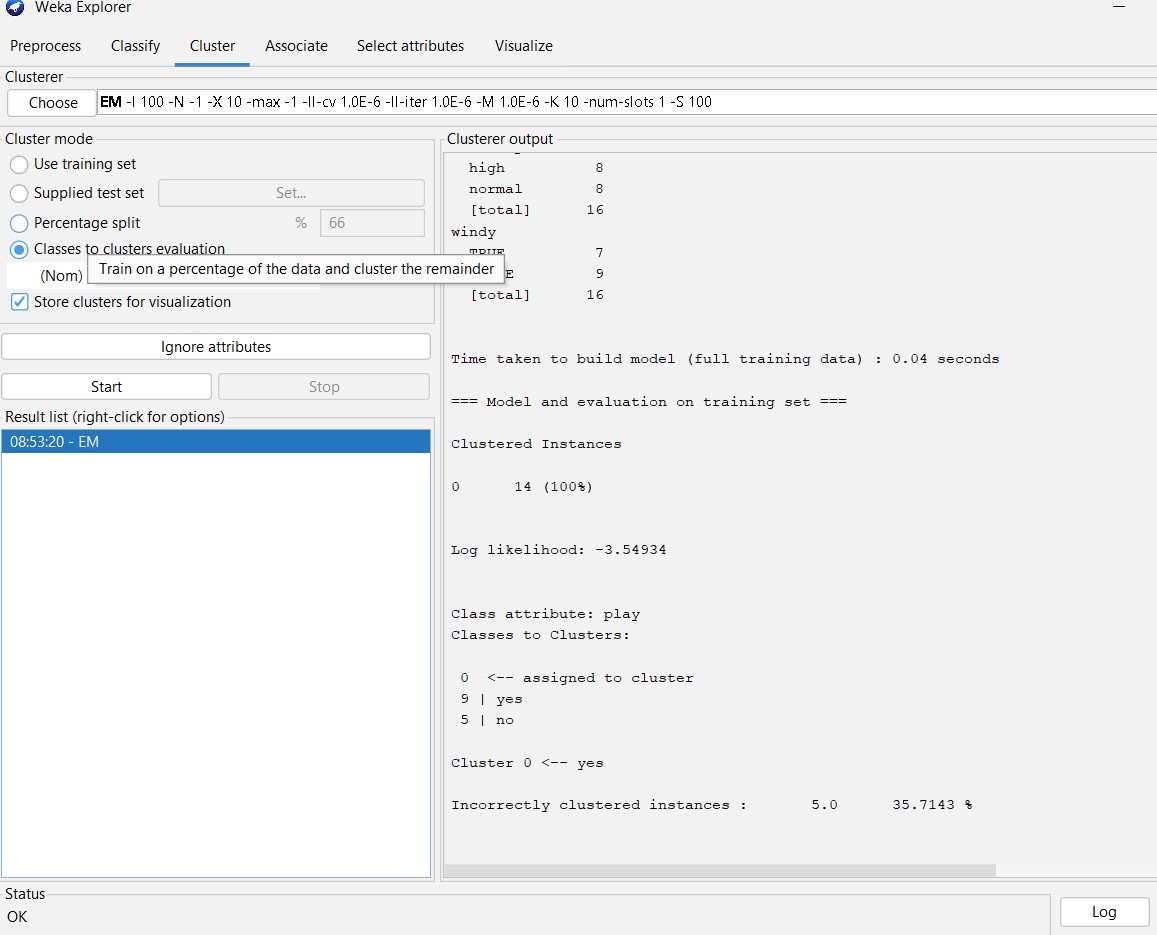 Weka Explorer
Preprocess Classify Cluster Associate Select attributes Visualize
Clusterer
Choose EM -I 100 -N -1 -X 10 -max -1 -ll-cv 1.0E-6 -ll-iter 1.0E-6 -M 1.0E-6 -K 10 -num-slots 1 -S 100
Cluster mode
Use training set
Supplied test set Set...
Percentage split % 66
Classes to clusters evaluation
(Nom)
Train on a percentage of the data and cluster the remainder
Store clusters for visualization
Ignore attributes
Start Stop
Result list (right-click for options)
08:53:20 - EM
Clusterer output
high 8
normal 8
[total] 16
windy
TRUE 7
E 9
[total] 16
Time taken to build model (full training data) : 0.04 seconds
=== Model and evaluation on training set ===
Clustered Instances
0 14 (100%)
Log likelihood: -3.54934
Class attribute: play
Classes to Clusters:
0 <-- assigned to cluster
9 | yes
5 | no
Cluster 0 <-- yes
Incorrectly clustered instances : 5.0 35.7143 %
Status
OK
Log